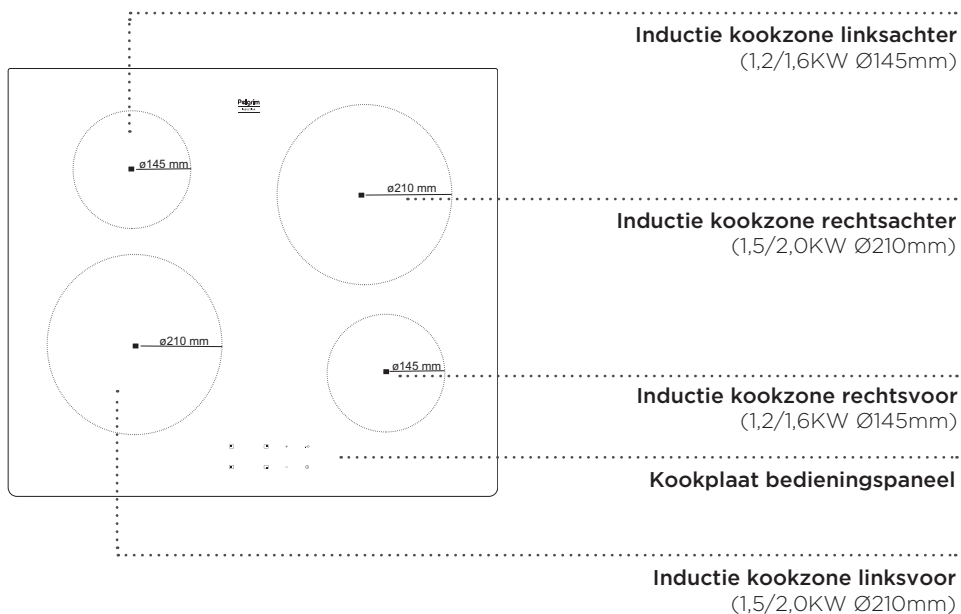 Inductie kookzone linksachter
(1,2/1,6KW Ø145mm)
Pelgrim
ø145 mm
ø210 mm
Inductie kookzone rechtsachter
(1,5/2,0KW Ø210mm)
ø210 mm
ø145 mm
Inductie kookzone rechtsvoor
(1,2/1,6KW Ø145mm)
Kookplaat bedieningspaneel
Inductie kookzone linksvoor
(1,5/2,0KW Ø210mm)